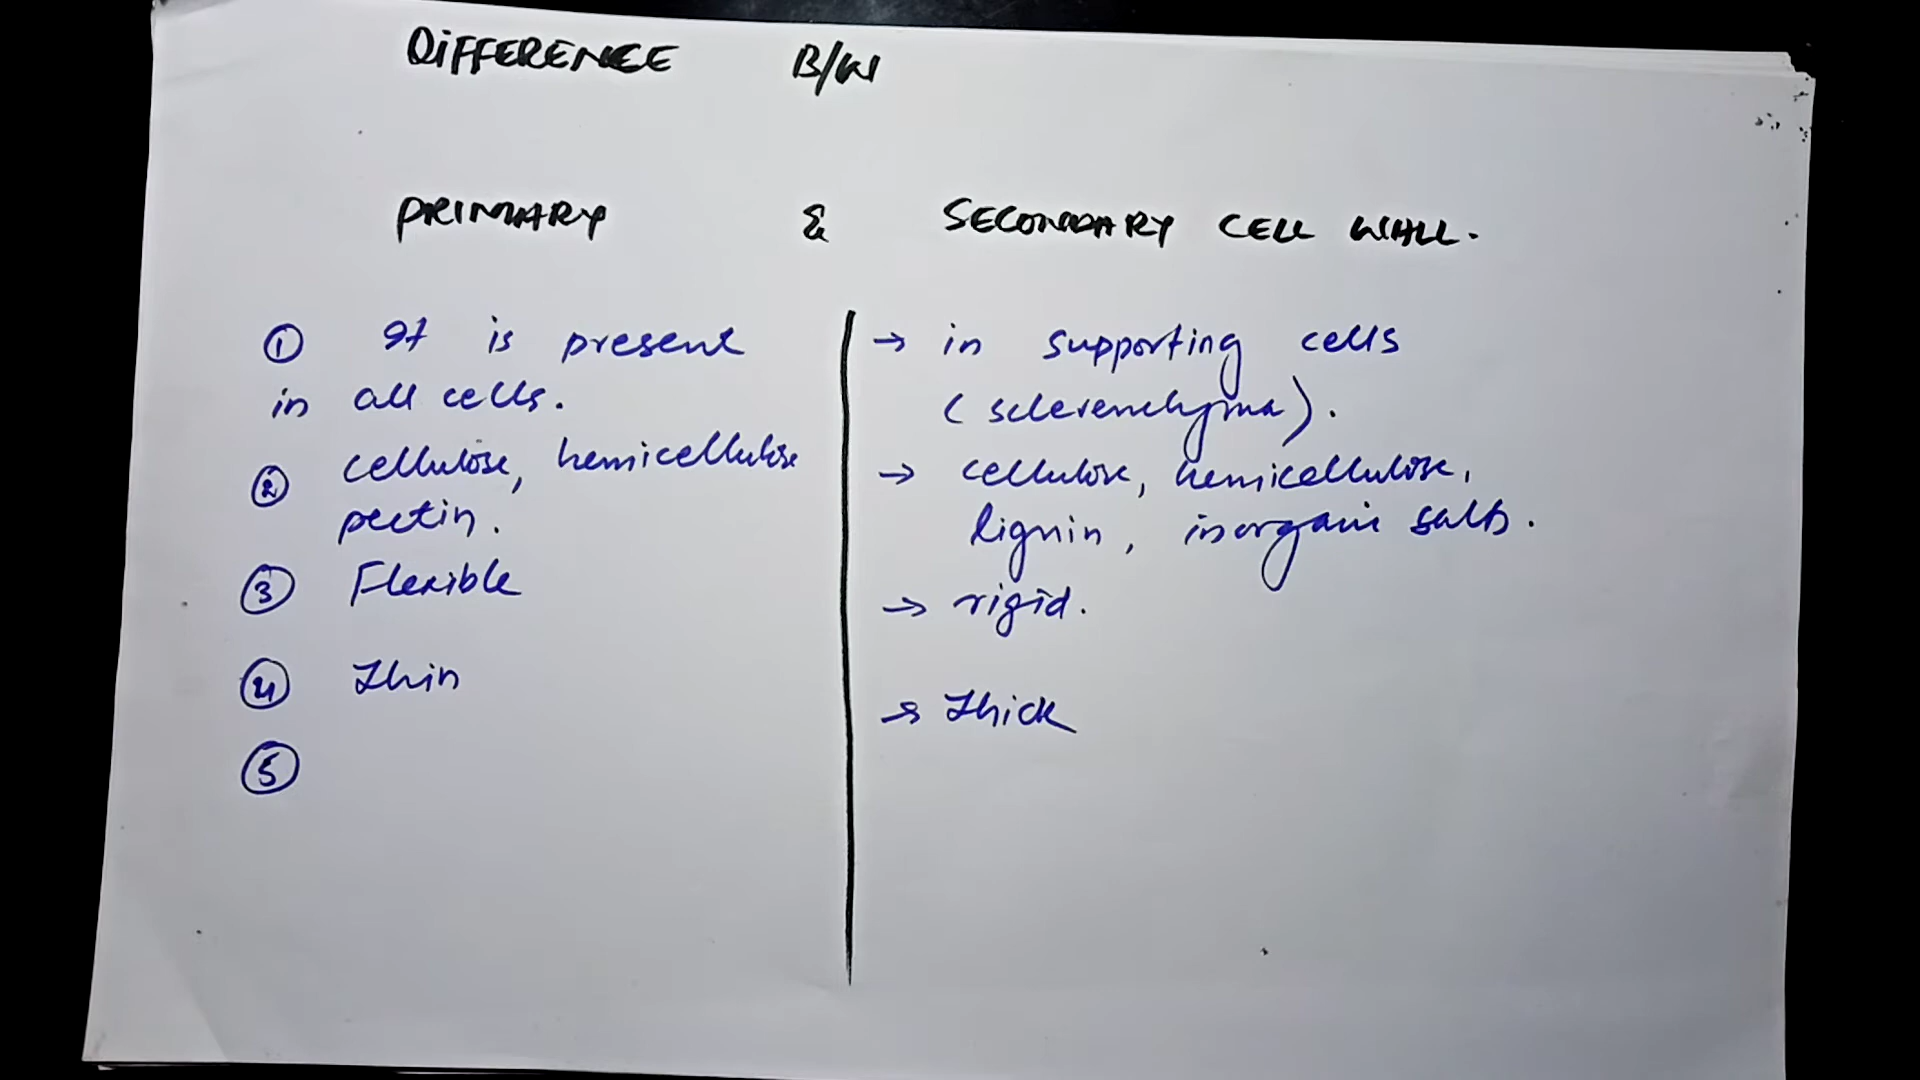 DIFFERENCE B/W
PRIMARY & SECONDARY CELL WALL.
① It is present
in all cells.
② cellulose, hemicellulose
pectin.
③ Flexible
④ Thin
⑤
→ in supporting cells
(sclerenchyma).
→ cellulose, hemicellulose,
lignin, inorganic salts.
→ rigid.
→ Thick